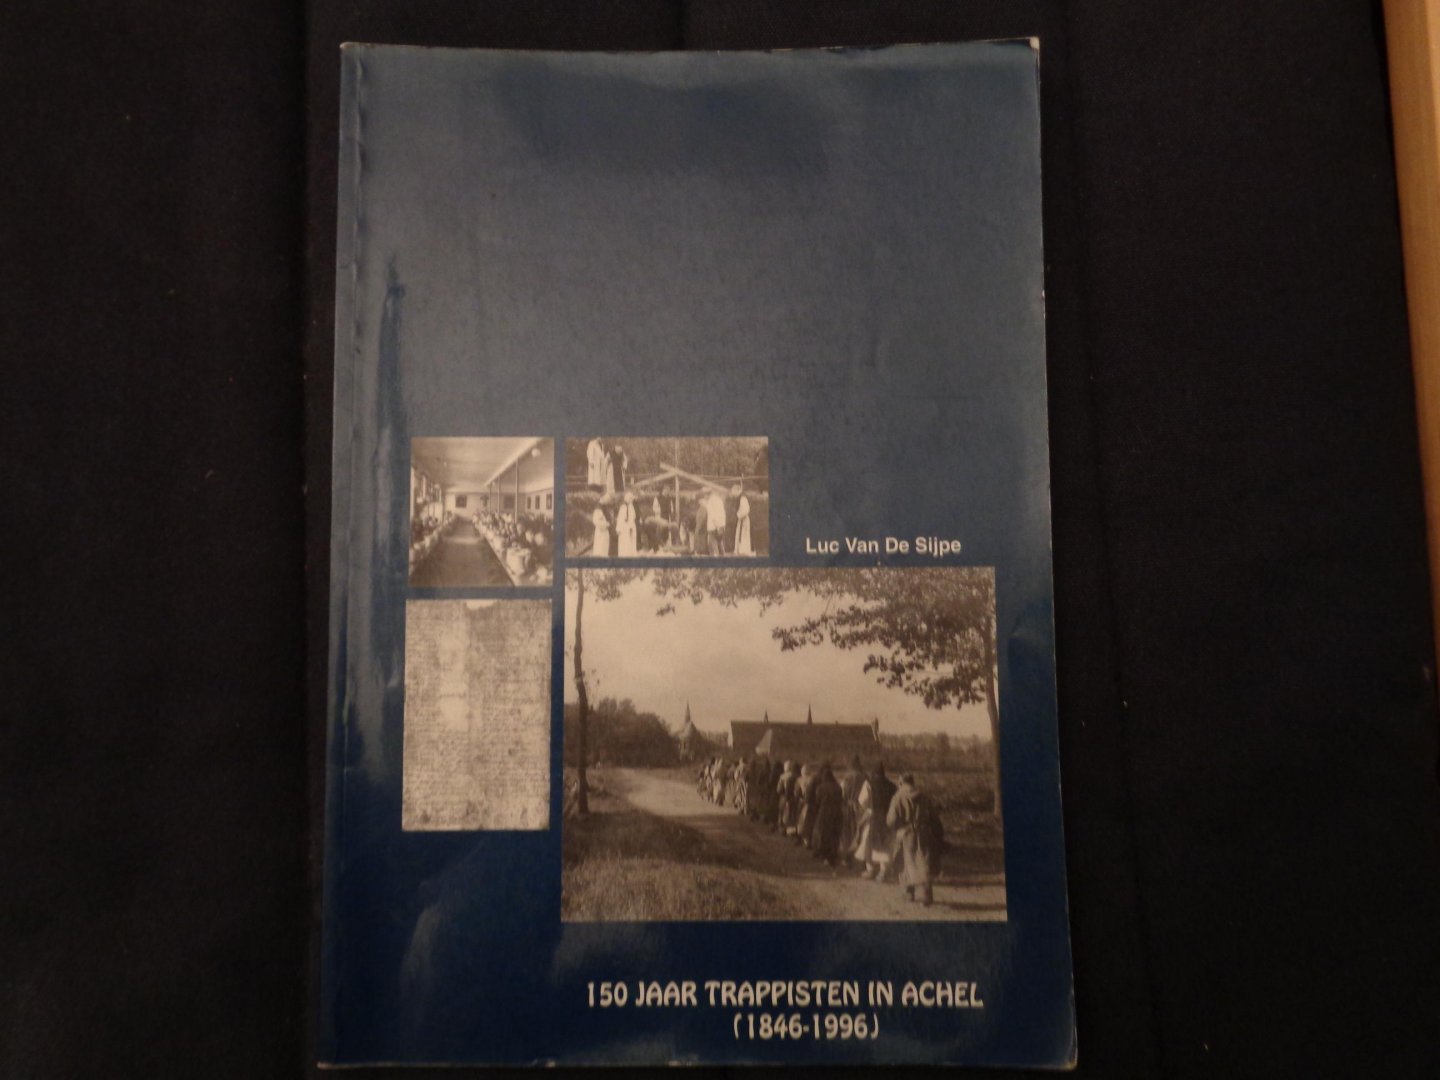 Luc Van De Sijpe
150 JAAR TRAPPISTEN IN ACHEL
(1846-1996)